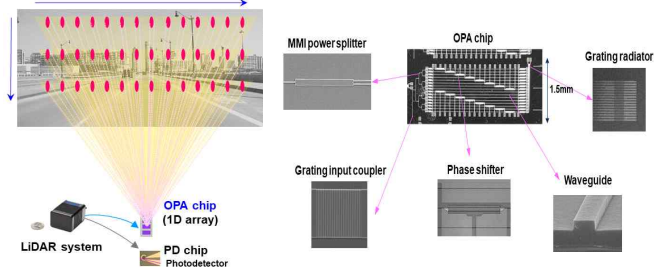 MMI power splitter
OPA chip
Grating radiator
1.5mm
Grating input coupler
Phase shifter
Waveguide
OPA chip
(1D array)
LiDAR system
PD chip
Photodetector